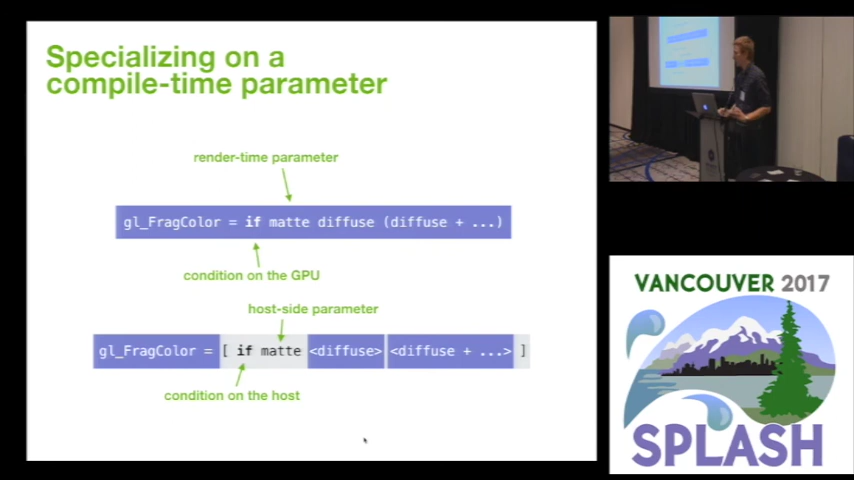 Specializing on a
compile-time parameter
render-time parameter
gl_FragColor = if matte diffuse (diffuse + ...)
condition on the GPU
host-side parameter
gl_FragColor = [ if matte <diffuse> <diffuse + ...> ]
condition on the host
VANCOUVER 2017
SPLASH